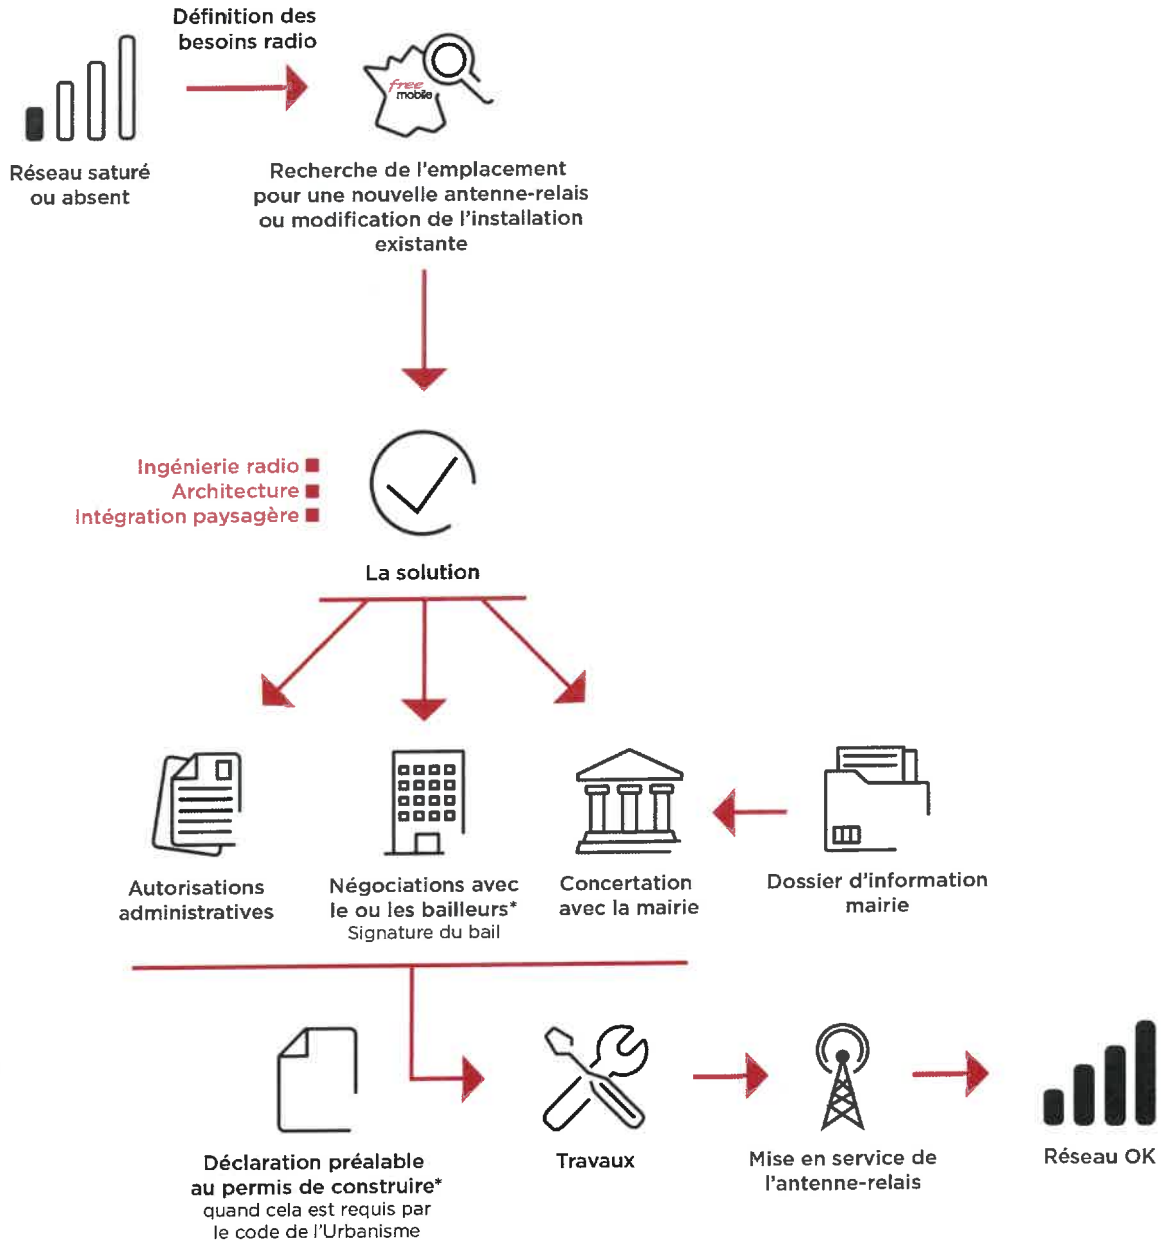 Définition des
besoins radio
free
mobile
Réseau saturé
ou absent
Recherche de l'emplacement
pour une nouvelle antenne-relais
ou modification de l'installation
existante
Ingénierie radio
Architecture
Intégration paysagère
La solution
Autorisations
administratives
Négociations avec
le ou les bailleurs*
Signature du bail
Concertation
avec la mairie
Dossier d'information
mairie
Déclaration préalable
au permis de construire*
quand cela est requis par
le code de l'Urbanisme
Travaux
Mise en service de
l'antenne-relais
Réseau OK